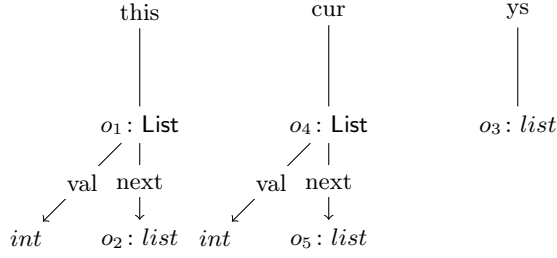 this cur ys
o₁ : List o₄ : List o₃ : list
val next val next
int o₂ : list int o₅ : list